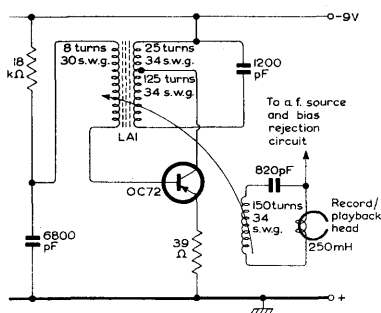 −9V
18
kΩ
8 turns
30 s.w.g.
25 turns
34 s.w.g.
125 turns
34 s.w.g.
LA1
1200
pF
To a f. source
and bias
rejection
circuit
OC72
820pF
150turns
34
s.w.g.
Record/
playback
head
250mH
6800
pF
39
Ω
+